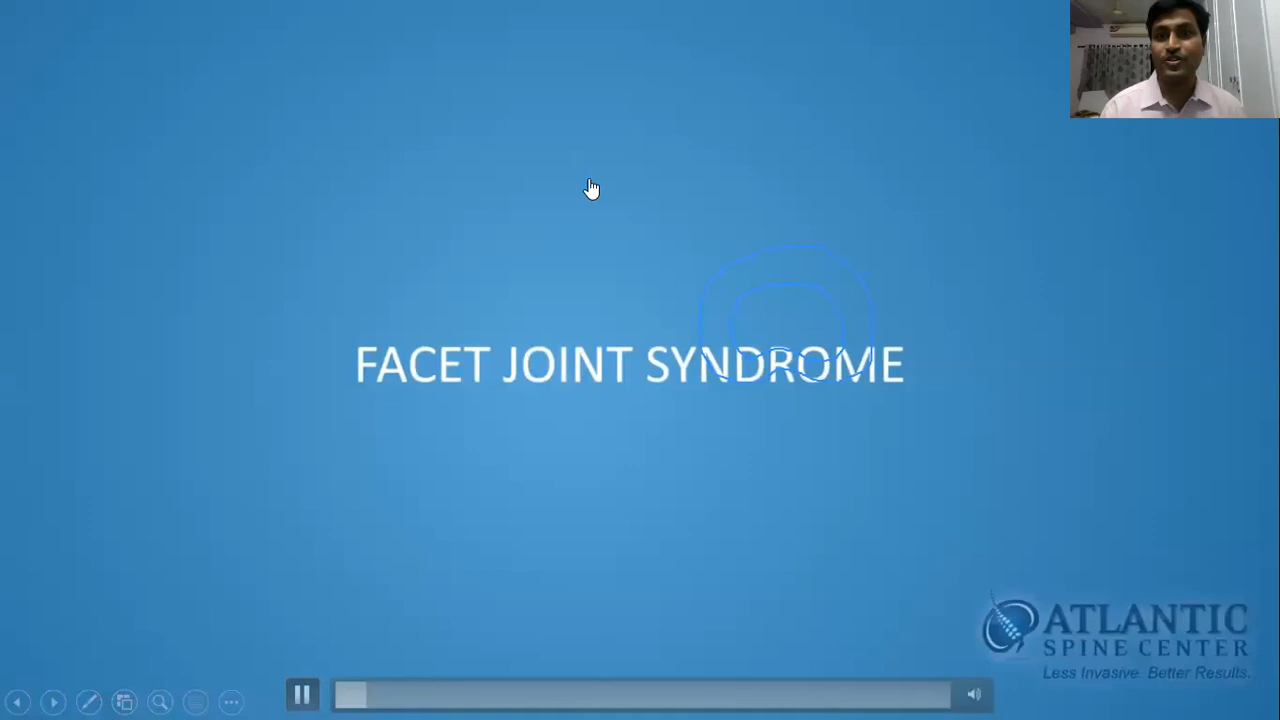 FACET JOINT SYNDROME
ATLANTIC
SPINE CENTER
Less Invasive. Better Results.